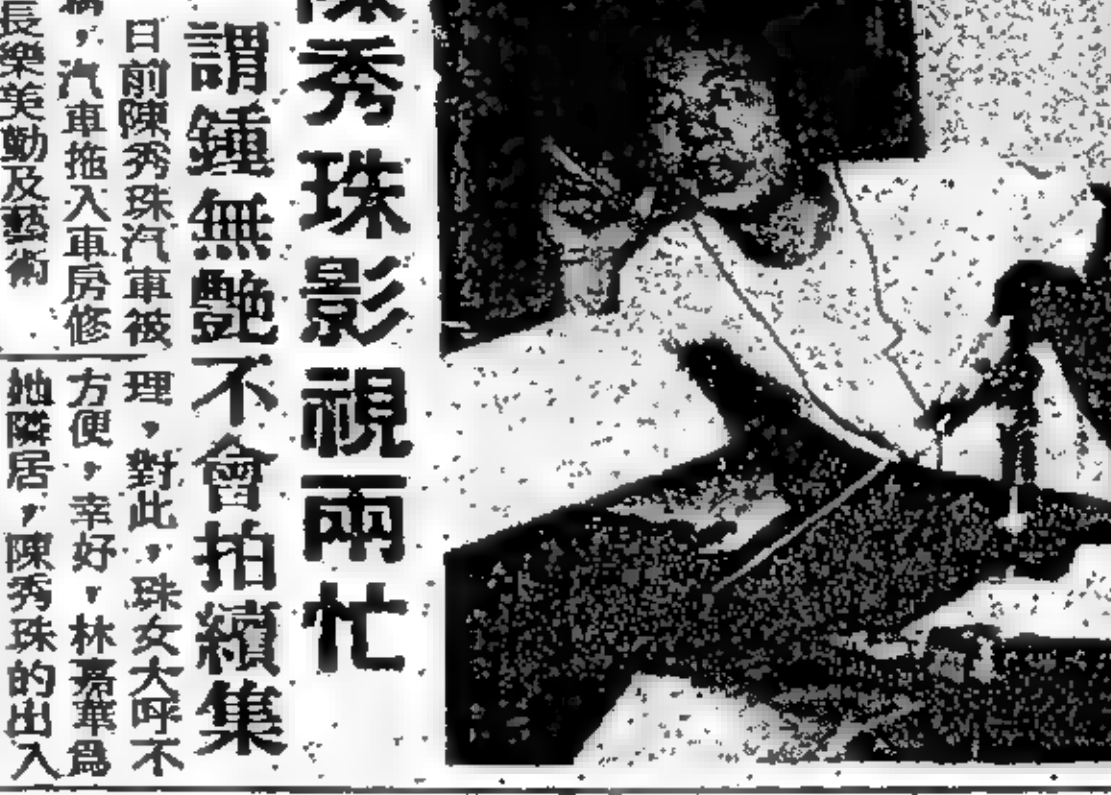 陳秀珠影視兩忙
謂鍾無艷不會拍續集
日前陳秀珠汽車被
，汽車拖入車房修
長樂美勤及藝術
理，對此，珠女大呼不
方便，幸好，林嘉華爲
她隣居，陳秀珠的出入